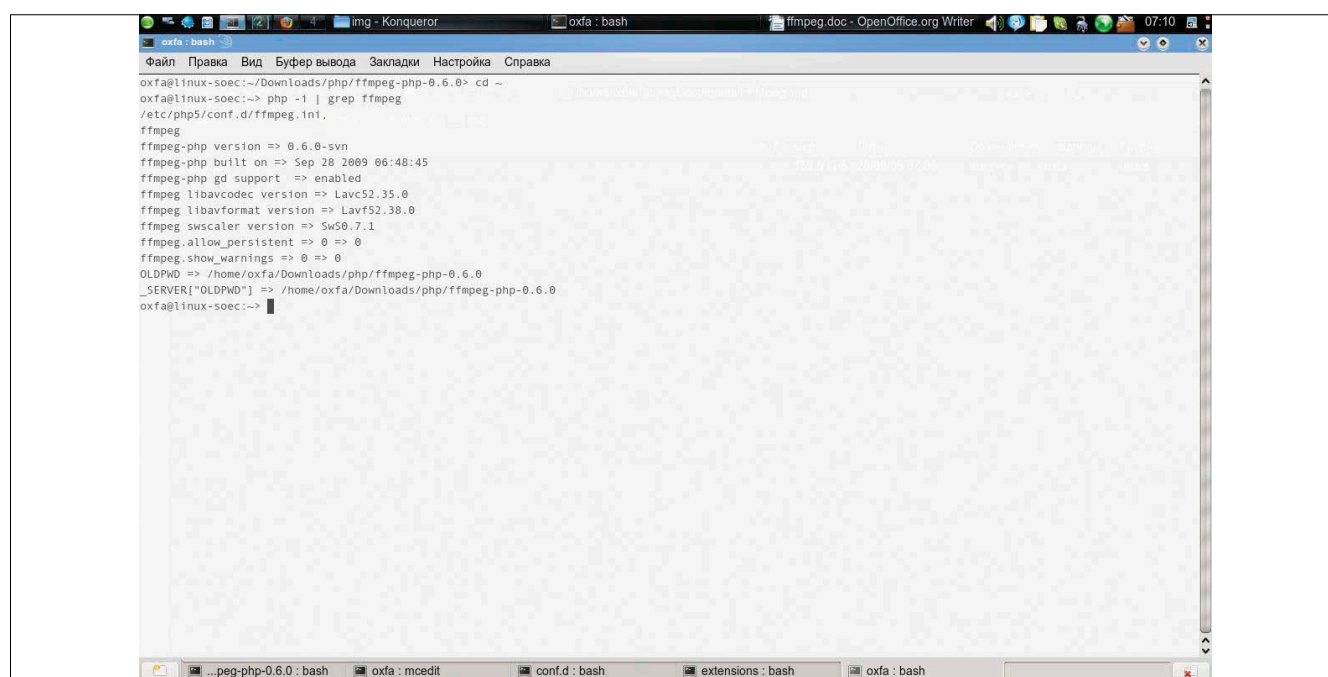 img - Konqueror
oxfa : bash
ffmpeg.doc - OpenOffice.org Writer
07:10
oxfa : bash
Файл Правка Вид Буфер вывода Закладки Настройка Справка
oxfa@linux-soec:~/Downloads/php/ffmpeg-php-0.6.0> cd ~
oxfa@linux-soec:~> php -i | grep ffmpeg
/etc/php5/conf.d/ffmpeg.ini,
ffmpeg
ffmpeg-php version => 0.6.0-svn
ffmpeg-php built on => Sep 28 2009 06:48:45
ffmpeg-php gd support  => enabled
ffmpeg libavcodec version => Lavc52.35.0
ffmpeg libavformat version => Lavf52.38.0
ffmpeg swscaler version => Sw50.7.1
ffmpeg.allow_persistent => 0 => 0
ffmpeg.show_warnings => 0 => 0
OLDPWD => /home/oxfa/Downloads/php/ffmpeg-php-0.6.0
_SERVER["OLDPWD"] => /home/oxfa/Downloads/php/ffmpeg-php-0.6.0
oxfa@linux-soec:~>
...peg-php-0.6.0 : bash
oxfa : mcedit
conf.d : bash
extensions : bash
oxfa : bash